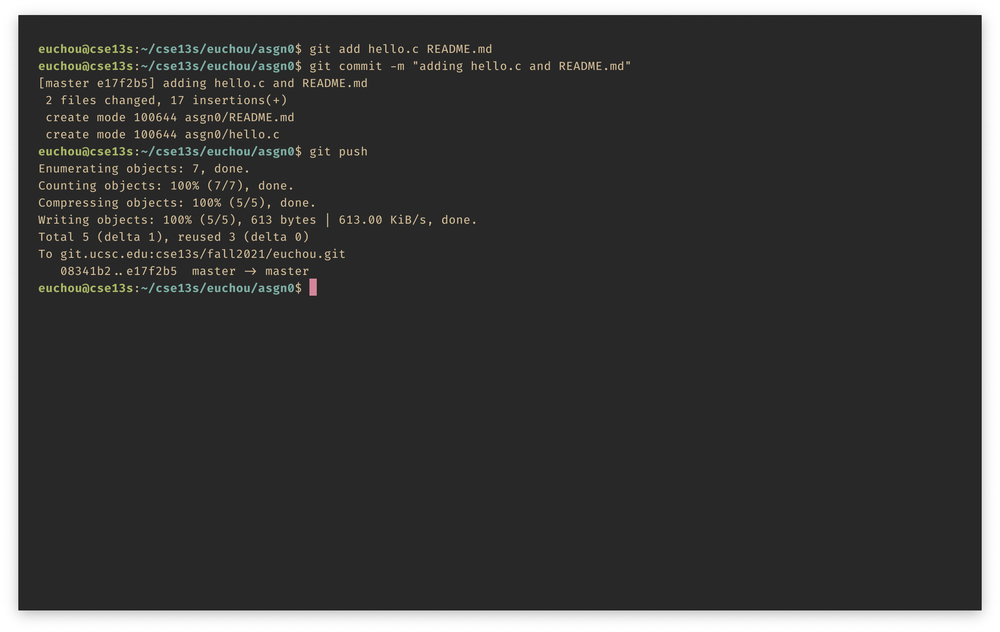 euchou@cse13s:~/cse13s/euchou/asgn0$ git add hello.c README.md
euchou@cse13s:~/cse13s/euchou/asgn0$ git commit -m "adding hello.c and README.md"
[master e17f2b5] adding hello.c and README.md
 2 files changed, 17 insertions(+)
 create mode 100644 asgn0/README.md
 create mode 100644 asgn0/hello.c
euchou@cse13s:~/cse13s/euchou/asgn0$ git push
Enumerating objects: 7, done.
Counting objects: 100% (7/7), done.
Compressing objects: 100% (5/5), done.
Writing objects: 100% (5/5), 613 bytes | 613.00 KiB/s, done.
Total 5 (delta 1), reused 3 (delta 0)
To git.ucsc.edu:cse13s/fall2021/euchou.git
   08341b2..e17f2b5  master -> master
euchou@cse13s:~/cse13s/euchou/asgn0$